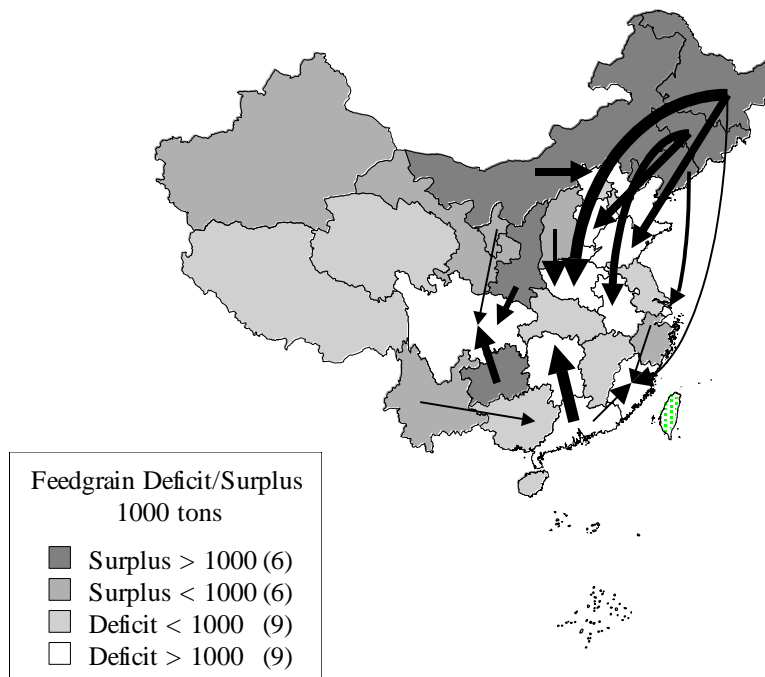 Feedgrain Deficit/Surplus
1000 tons
Surplus > 1000 (6)
Surplus < 1000 (6)
Deficit < 1000 (9)
Deficit > 1000 (9)